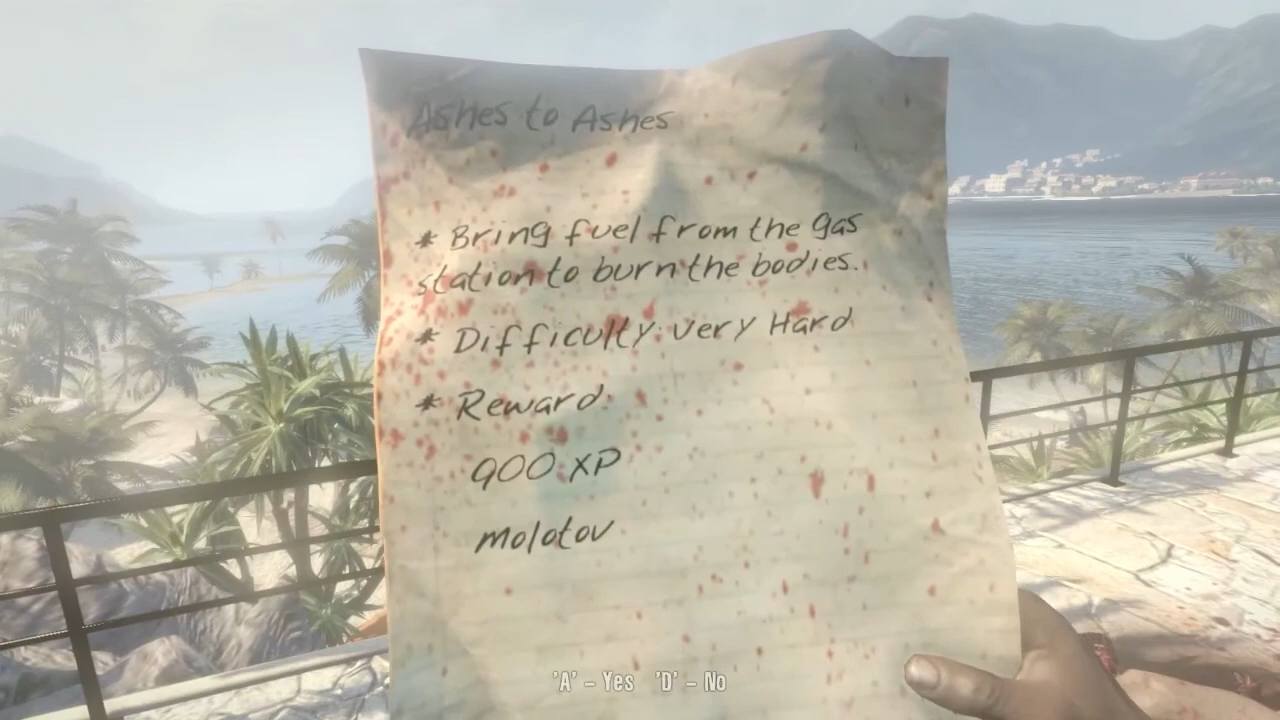 Ashes to Ashes
* Bring fuel from the gas
station to burn the bodies.
* Difficulty: very Hard
* Reward:
900 XP
molotov
'A' – Yes 'D' – No